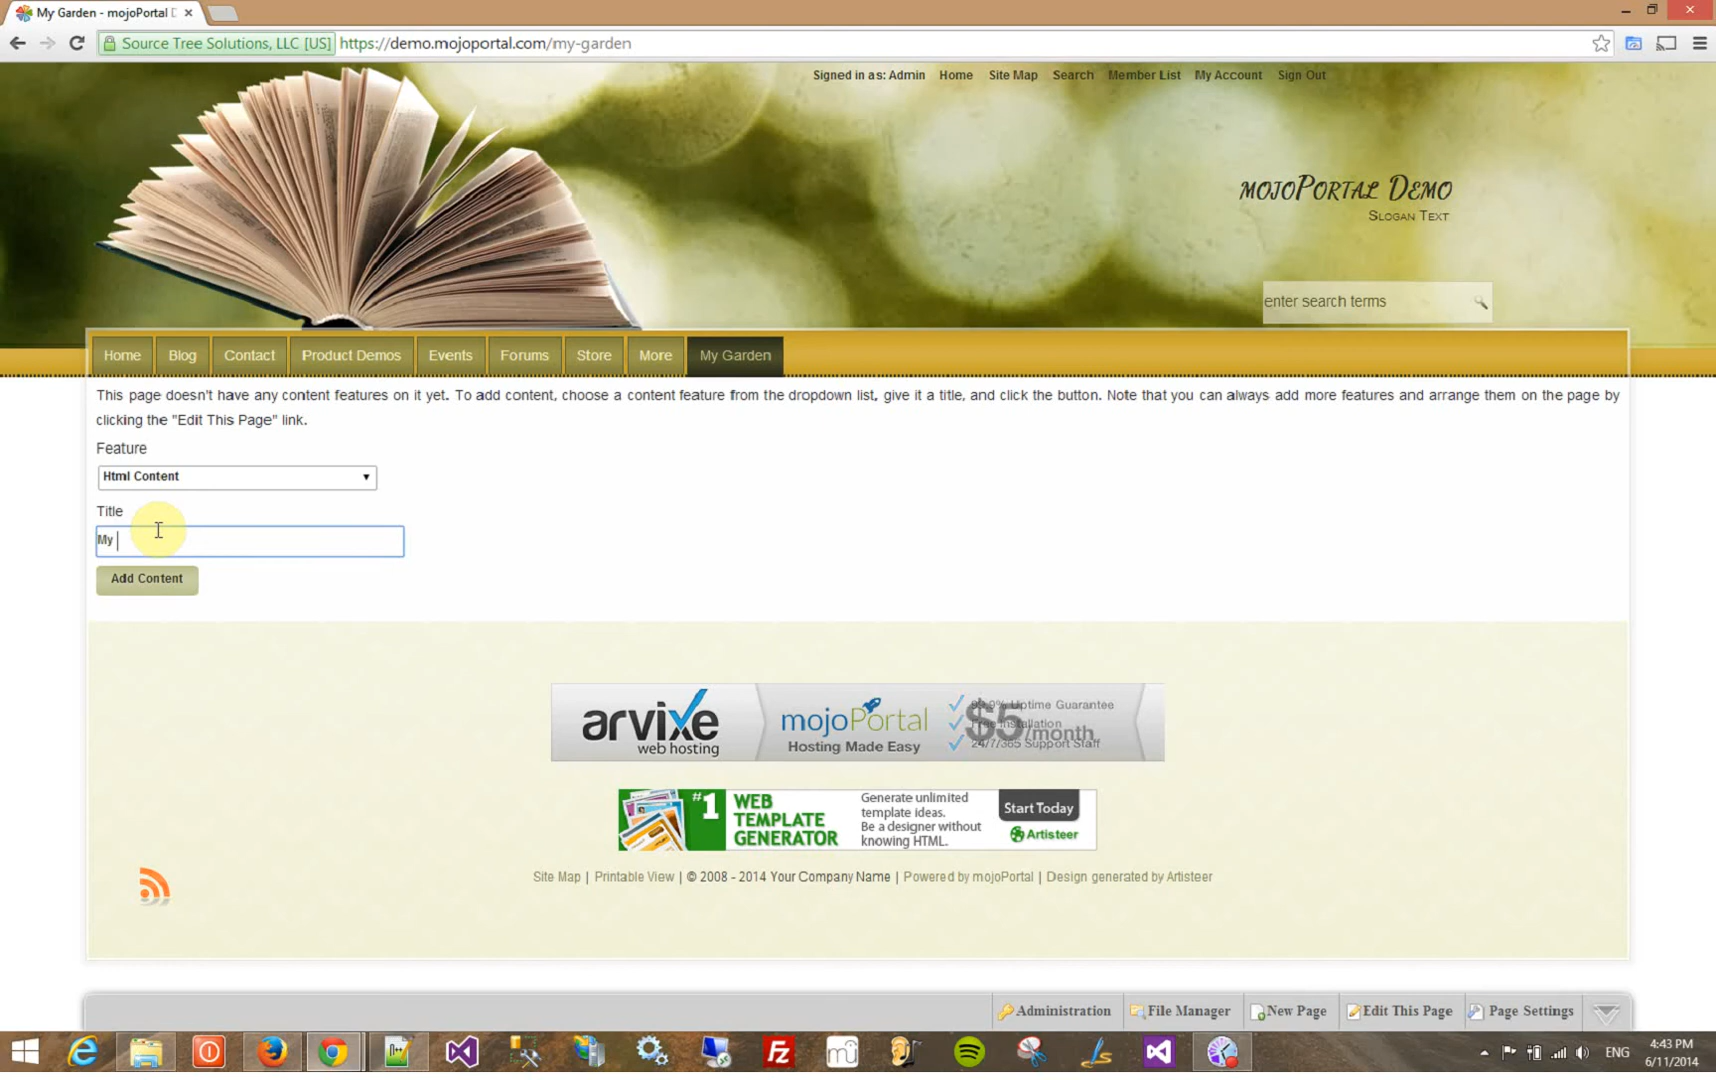 My Garden - mojoPortal D
Source Tree Solutions, LLC [US] https://demo.mojoportal.com/my-garden
Signed in as: Admin Home Site Map Search Member List My Account Sign Out
mojoPortal Demo
Slogan Text
enter search terms
Home Blog Contact Product Demos Events Forums Store More My Garden
This page doesn't have any content features on it yet. To add content, choose a content feature from the dropdown list, give it a title, and click the button. Note that you can always add more features and arrange them on the page by
clicking the "Edit This Page" link.
Feature
Html Content
Title
My
Add Content
arvixe
web hosting
mojoPortal
Hosting Made Easy
99.9% Uptime Guarantee
Free Installation
24/7/365 Support Staff
$5/month
#1 WEB
TEMPLATE
GENERATOR
Generate unlimited
template ideas.
Be a designer without
knowing HTML.
Start Today
Artisteer
Site Map | Printable View | © 2008 - 2014 Your Company Name | Powered by mojoPortal | Design generated by Artisteer
Administration File Manager New Page Edit This Page Page Settings
ENG
4:43 PM
6/11/2014